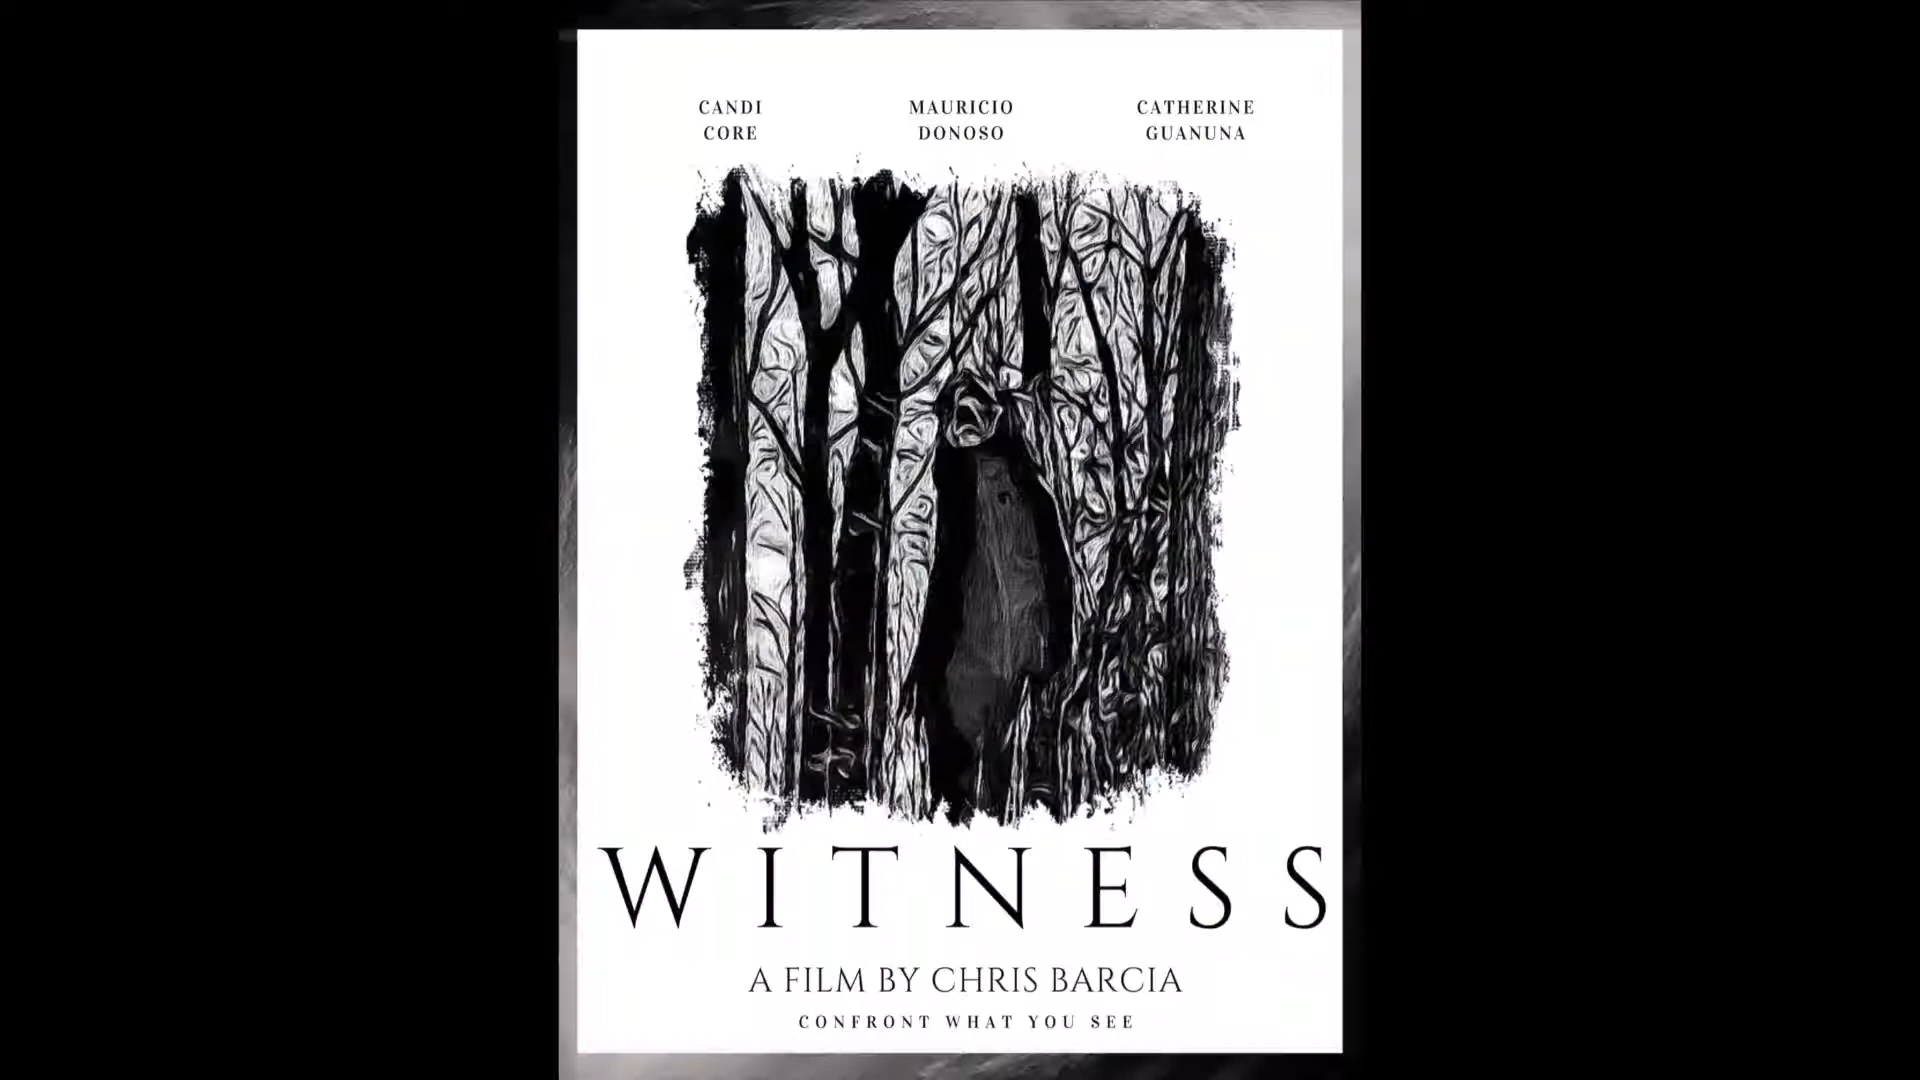 CANDI
CORE
MAURICIO
DONOSO
CATHERINE
GUANUNA
WITNESS
A FILM BY CHRIS BARCIA
CONFRONT WHAT YOU SEE